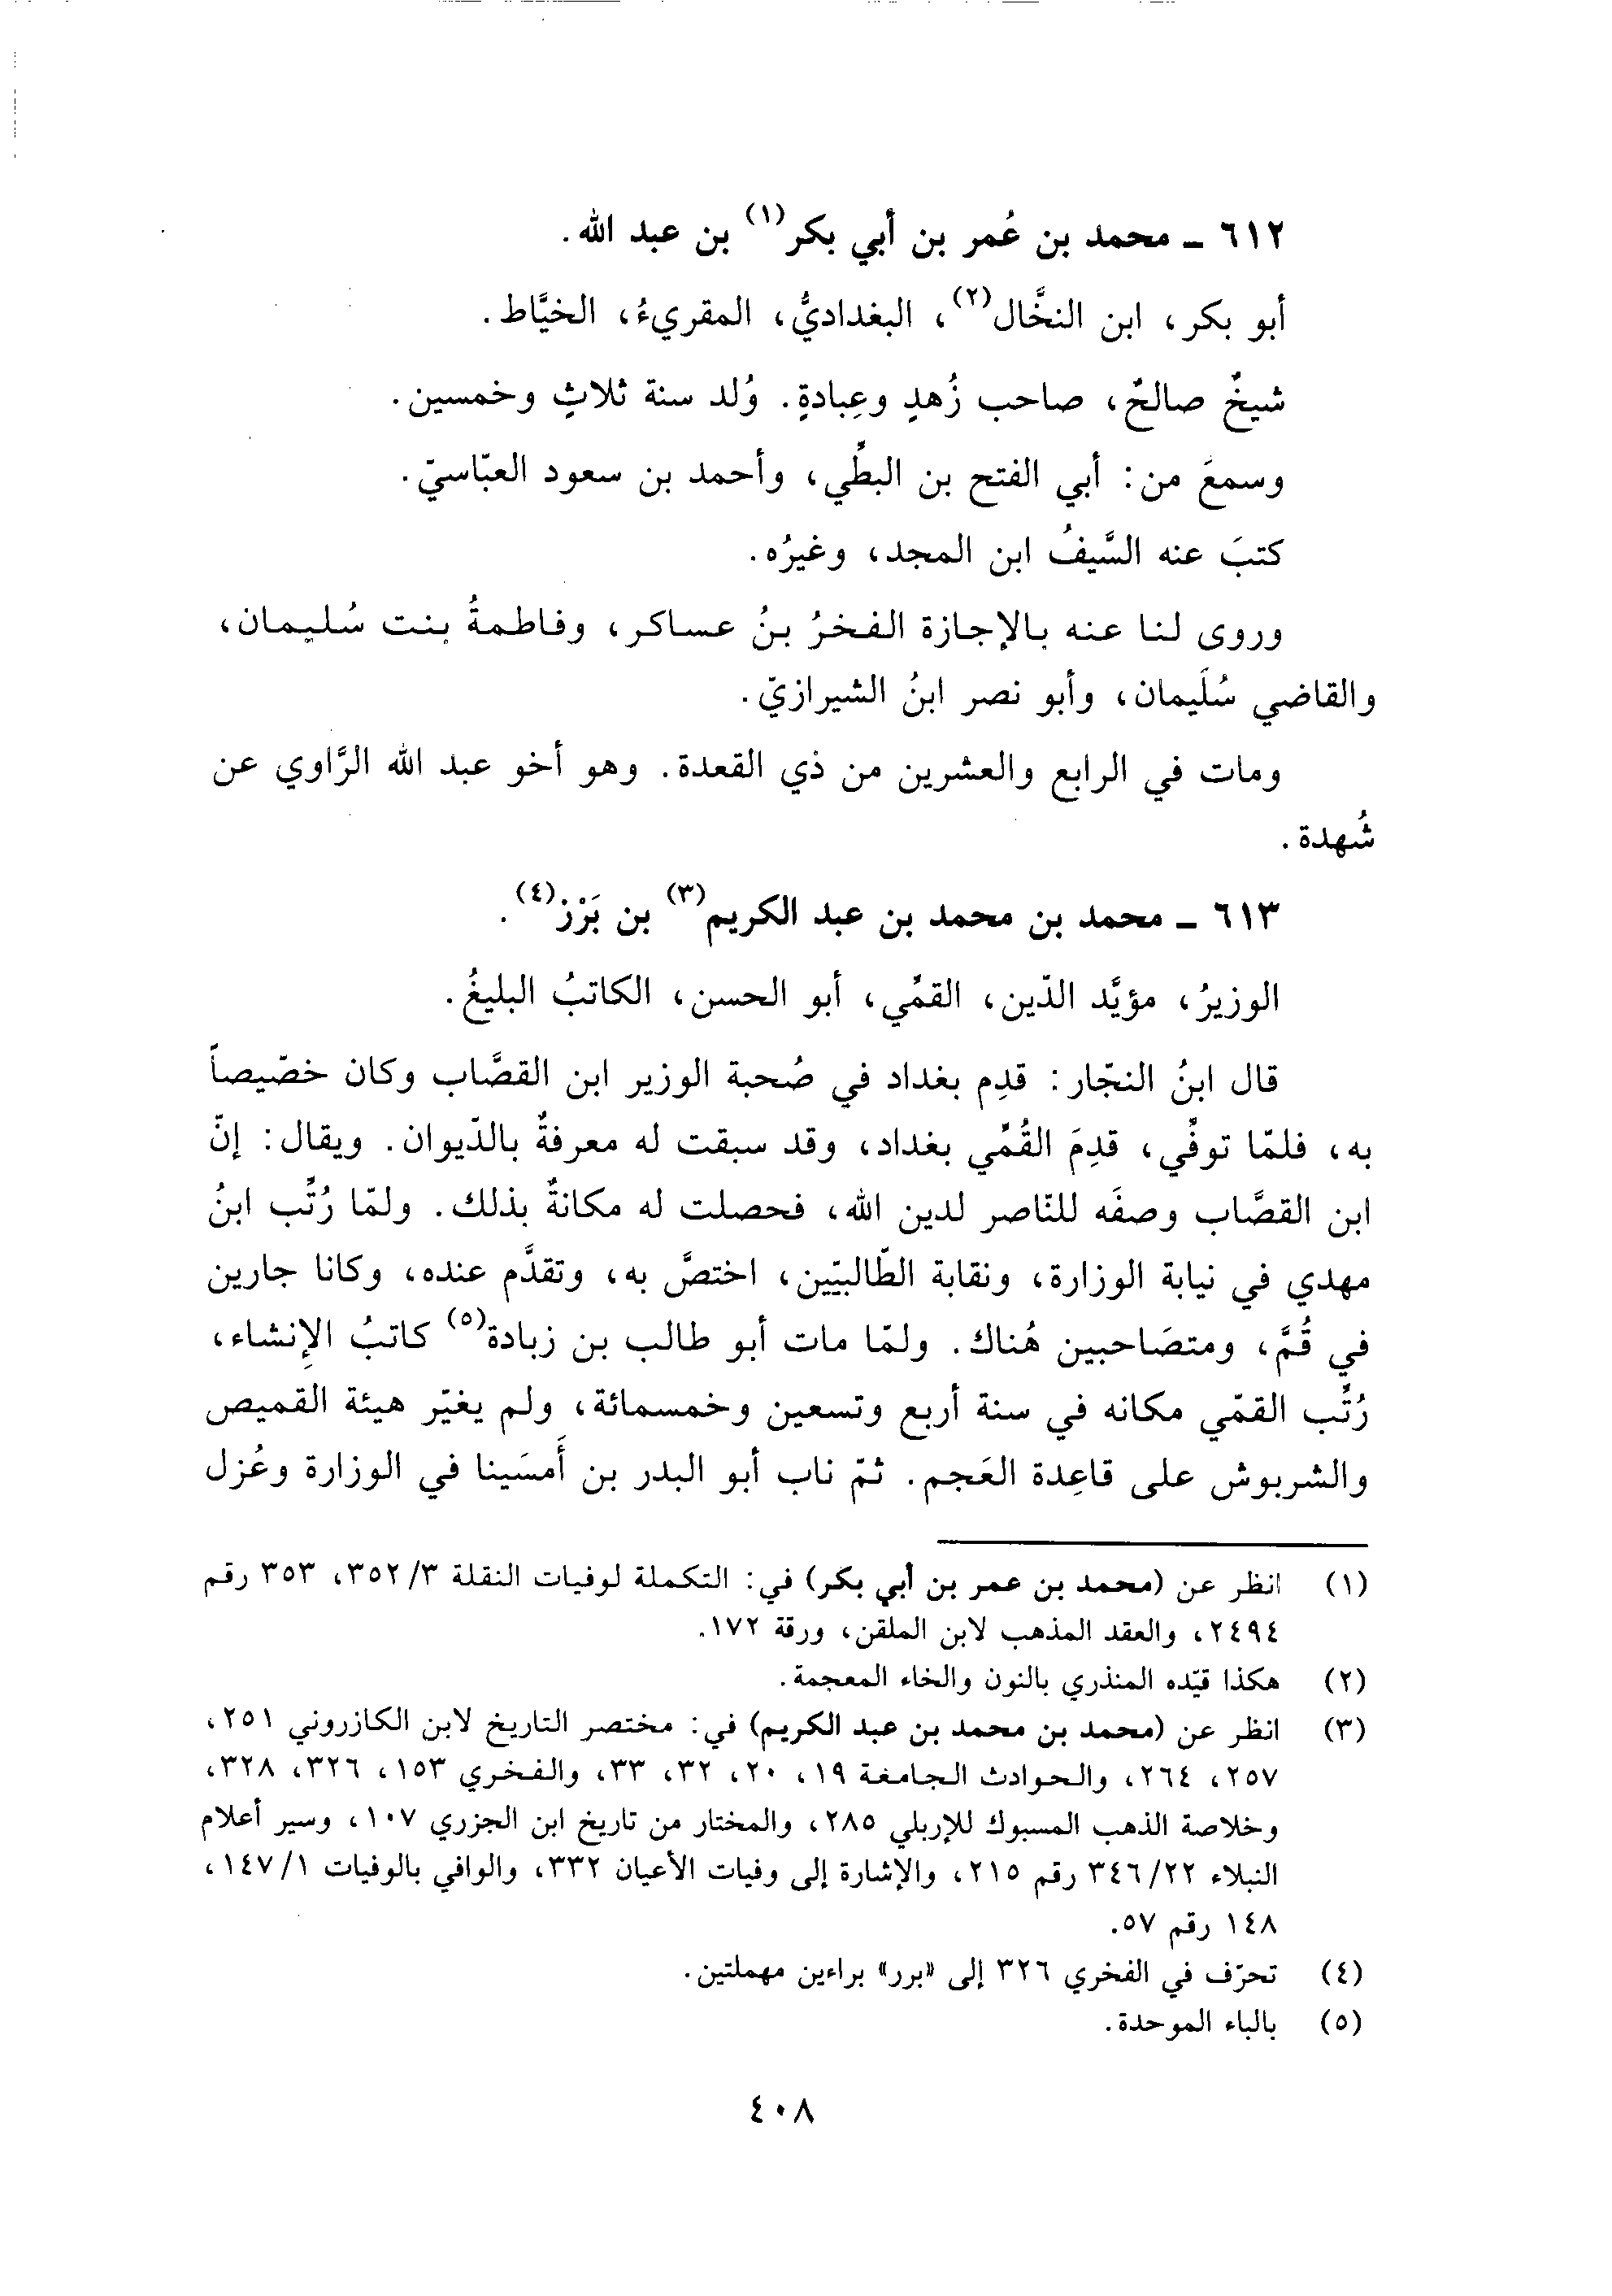 ٦١٢ ـ محمد بن عُمر بن أبي بكر(١) بن عبد الله.
أبو بكر، ابن النخَّال(٢)، البغداديُّ، المقريءُ، الخيَّاط.
شيخٌ صالحٌ، صاحب زُهدٍ وعِبادةٍ. وُلد سنة ثلاثٍ وخمسين.
وسمعَ من: أبي الفتح بن البطِّي، وأحمد بن سعود العبّاسيّ.
كتبَ عنه السَّيفُ ابن المجد، وغيرُه.
وروى لنا عنه بالإجازة الفخرُ بنُ عساكر، وفاطمةُ بنت سُليمان،
والقاضي سُلَيمان، وأبو نصر ابنُ الشيرازيّ.
ومات في الرابع والعشرين من ذي القعدة. وهو أخو عبد الله الرَّاوي عن
شُهدة.
٦١٣ ـ محمد بن محمد بن عبد الكريم(٣) بن بَرْز(٤).
الوزيرُ، مؤيَّد الدّين، القمِّي، أبو الحسن، الكاتبُ البليغُ.
قال ابنُ النجّار: قدِم بغداد في صُحبة الوزير ابن القصَّاب وكان خصّيصاً
به، فلمّا توفِّي، قدِمَ القُمِّي بغداد، وقد سبقت له معرفةٌ بالدّيوان. ويقال: إنّ
ابن القصَّاب وصفَه للنّاصر لدين الله، فحصلت له مكانةٌ بذلك. ولمّا رُتِّب ابنُ
مهدي في نيابة الوزارة، ونقابة الطّالبيّين، اختصَّ به، وتقدَّم عنده، وكانا جارين
في قُمَّ، ومتصَاحبين هُناك. ولمّا مات أبو طالب بن زبادة(٥) كاتبُ الإِنشاء،
رُتِّب القمّي مكانه في سنة أربع وتسعين وخمسمائة، ولم يغيّر هيئة القميص
والشربوش على قاعِدة العَجم. ثمّ ناب أبو البدر بن أَمسَينا في الوزارة وعُزل
(١) انظر عن (محمد بن عمر بن أبي بكر) في: التكملة لوفيات النقلة ٣/ ٣٥٢، ٣٥٣ رقم
٢٤٩٤، والعقد المذهب لابن الملقن، ورقة ١٧٢.
(٢) هكذا قيّده المنذري بالنون والخاء المعجمة.
(٣) انظر عن (محمد بن محمد بن عبد الكريم) في: مختصر التاريخ لابن الكازروني ٢٥١،
٢٥٧، ٢٦٤، والحوادث الجامغة ١٩، ٢٠، ٣٢، ٣٣، والفخري ١٥٣، ٣٢٦، ٣٢٨،
وخلاصة الذهب المسبوك للإربلي ٢٨٥، والمختار من تاريخ ابن الجزري ١٠٧، وسير أعلام
النبلاء ٢٢/ ٣٤٦ رقم ٢١٥، والإشارة إلى وفيات الأعيان ٣٣٢، والوافي بالوفيات ١/ ١٤٧،
١٤٨ رقم ٥٧.
(٤) تحرّف في الفخري ٣٢٦ إلى «برر» براءين مهملتين.
(٥) بالباء الموحدة.
٤٠٨